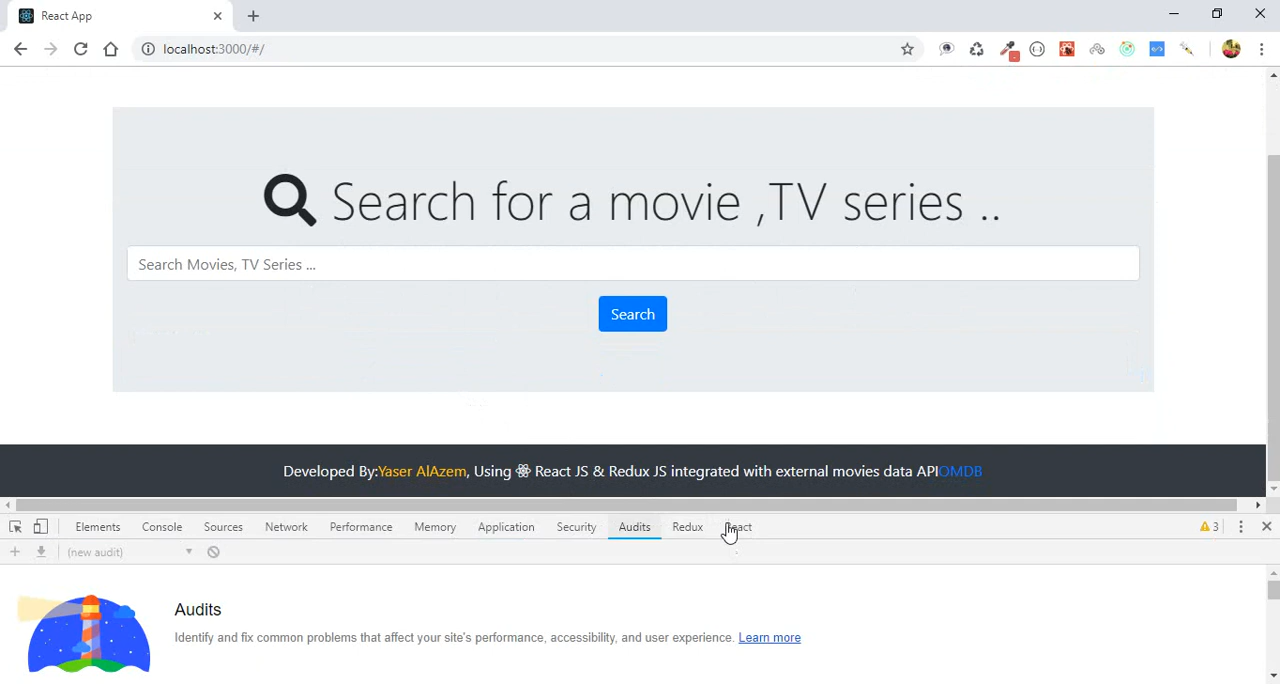 React App
localhost:3000/#/
Search for a movie ,TV series ..
Search Movies, TV Series ...
Search
Developed By:Yaser AlAzem, Using React JS & Redux JS integrated with external movies data APIOMDB
Elements Console Sources Network Performance Memory Application Security Audits Redux React 3
(new audit)
Audits
Identify and fix common problems that affect your site's performance, accessibility, and user experience. Learn more